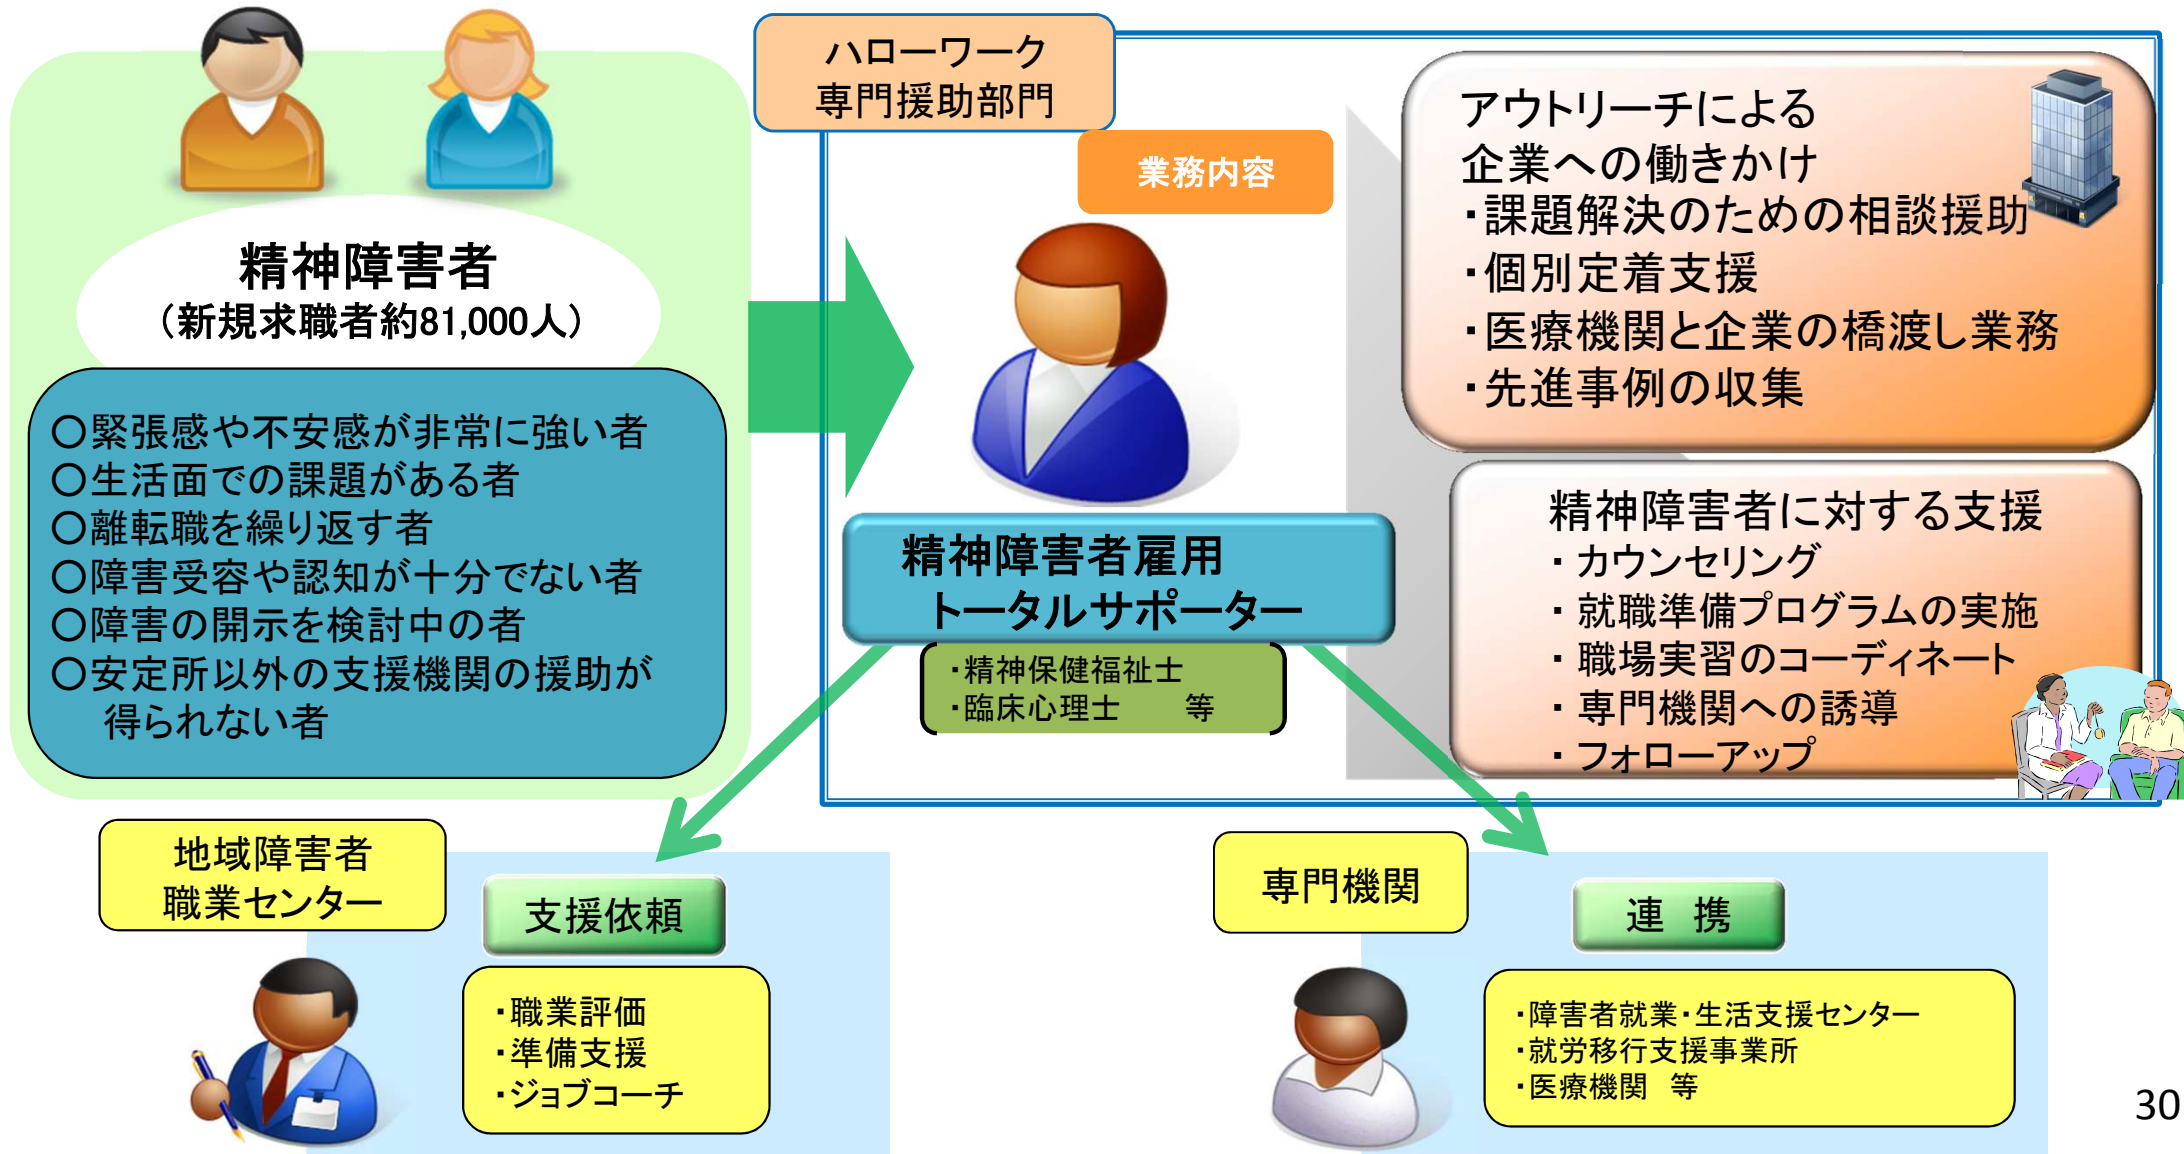 精神障害者
（新規求職者約81,000人）
〇緊張感や不安感が非常に強い者
〇生活面での課題がある者
〇離転職を繰り返す者
〇障害受容や認知が十分でない者
〇障害の開示を検討中の者
〇安定所以外の支援機関の援助が
得られない者
ハローワーク
専門援助部門
業務内容
精神障害者雇用
トータルサポーター
・精神保健福祉士
・臨床心理士　　等
アウトリーチによる
企業への働きかけ
・課題解決のための相談援助
・個別定着支援
・医療機関と企業の橋渡し業務
・先進事例の収集
精神障害者に対する支援
・カウンセリング
・就職準備プログラムの実施
・職場実習のコーディネート
・専門機関への誘導
・フォローアップ
地域障害者
職業センター
支援依頼
・職業評価
・準備支援
・ジョブコーチ
専門機関
連　携
・障害者就業・生活支援センター
・就労移行支援事業所
・医療機関　等
30